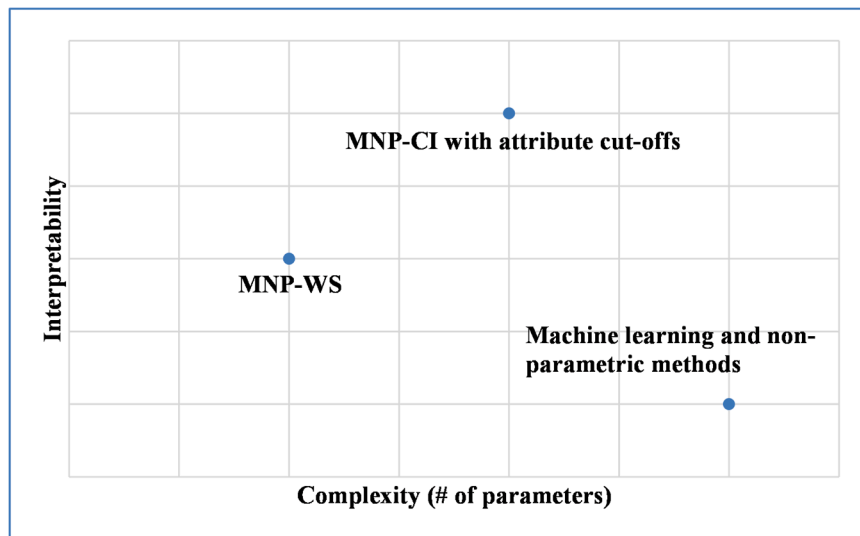 MNP-CI with attribute cut-offs
Interpretability
MNP-WS
Machine learning and non-
parametric methods
Complexity (# of parameters)